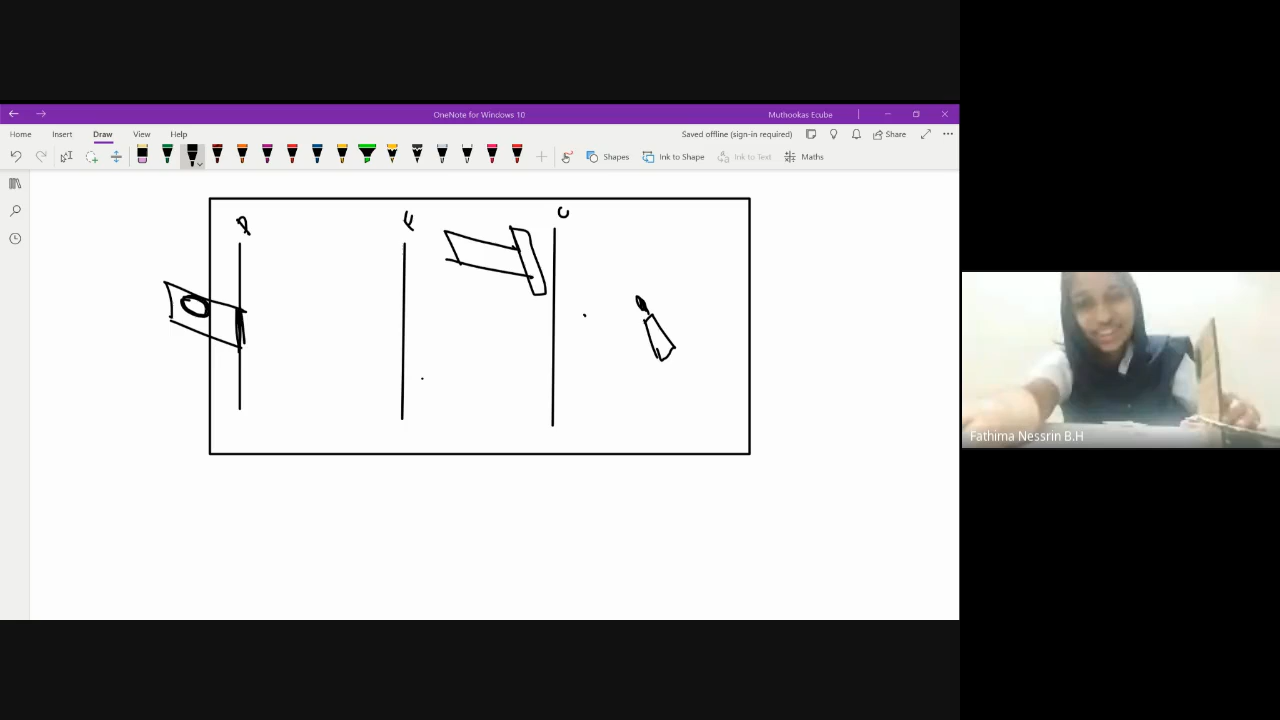 OneNote for Windows 10
Muthookas Ecube
Home Insert Draw View Help
Saved offline (sign-in required)
Share
Shapes
Ink to Shape
Ink to Text
Maths
Fathima Nessrin B.H